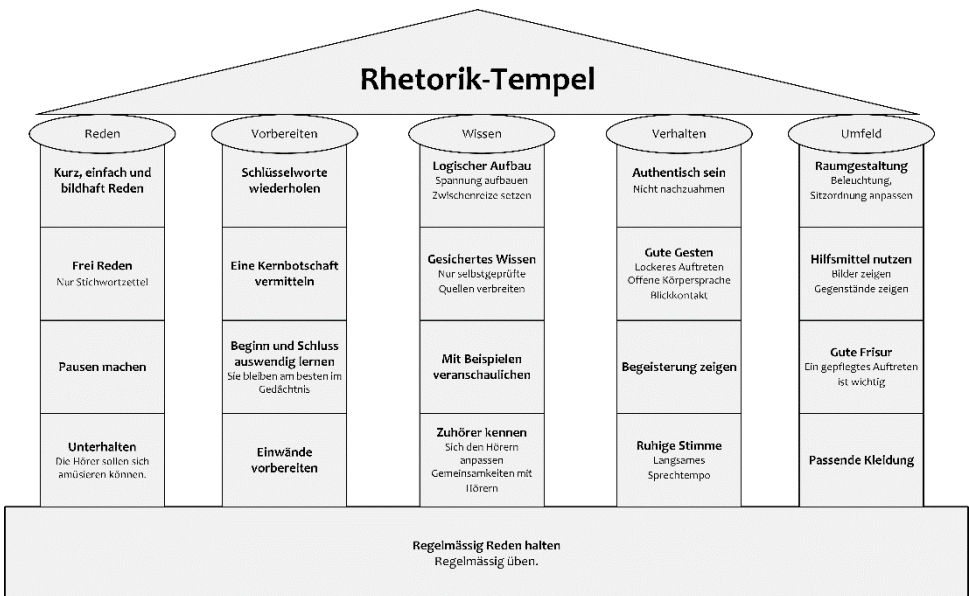 Rhetorik-Tempel
Reden
Kurz, einfach und
bildhaft Reden
Frei Reden
Nur Stichwortzettel
Pausen machen
Unterhalten
Die Hörer sollen sich
amüsieren können.
Vorbereiten
Schlüsselworte
wiederholen
Eine Kernbotschaft
vermitteln
Beginn und Schluss
auswendig lernen
Sie bleiben am besten im
Gedächtnis
Einwände
vorbereiten
Wissen
Logischer Aufbau
Spannung aufbauen
Zwischenreize setzen
Gesichertes Wissen
Nur selbstgeprüfte
Quellen verbreiten
Mit Beispielen
veranschaulichen
Zuhörer kennen
Sich den Hörern
anpassen
Gemeinsamkeiten mit
Hörern
Verhalten
Authentisch sein
Nicht nachzuahmen
Gute Gesten
Lockeres Auftreten
Offene Körpersprache
Blickkontakt
Begeisterung zeigen
Ruhige Stimme
Langsames
Sprechtempo
Umfeld
Raumgestaltung
Beleuchtung,
Sitzordnung anpassen
Hilfsmittel nutzen
Bilder zeigen
Gegenstände zeigen
Gute Frisur
Ein gepflegtes Auftreten
ist wichtig
Passende Kleidung
Regelmässig Reden halten
Regelmässig üben.